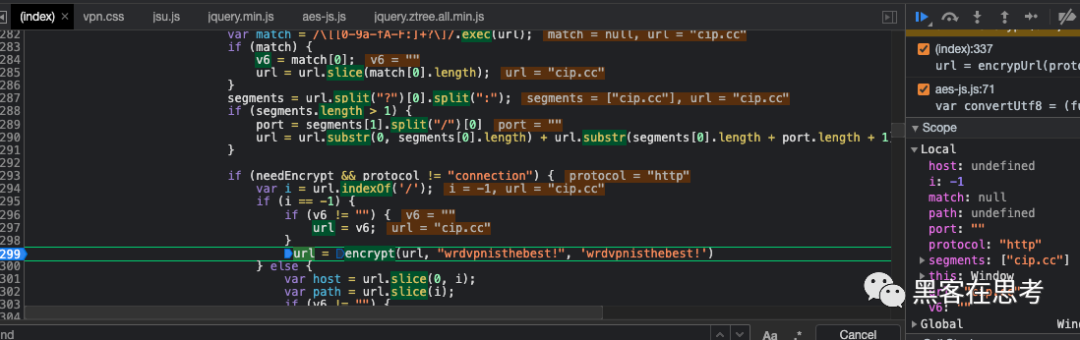 (index) × vpn.css jsu.js jquery.min.js aes-js.js jquery.ztree.all.min.js
282 var match = /\[[0-9a-fA-F:]+?\]/.exec(url); match = null, url = "cip.cc"
283 if (match) {
284 v6 = match[0]; v6 = ""
285 url = url.slice(match[0].length); url = "cip.cc"
286 }
287 segments = url.split("?")[0].split(":"); segments = ["cip.cc"], url = "cip.cc"
288 if (segments.length > 1) {
289 port = segments[1].split("/")[0] port = ""
290 url = url.substr(0, segments[0].length) + url.substr(segments[0].length + port.length + 1
291 }
292
293 if (needEncrypt && protocol != "connection") { protocol = "http"
294 var i = url.indexOf('/'); i = -1, url = "cip.cc"
295 if (i == -1) {
296 if (v6 != "") { v6 = ""
297 url = v6; url = "cip.cc"
298 }
299 url = encrypt(url, "wrdvpnisthebest!", 'wrdvpnisthebest!')
300 } else {
301 var host = url.slice(0, i);
302 var path = url.slice(i);
303 if (v6 != "") {
304
nd Aa .* Cancel
(index):337
url = encrypUrl(proto
aes-js.js:71
var convertUtf8 = (fu
Scope
Local
host: undefined
i: -1
match: null
path: undefined
port: ""
protocol: "http"
segments: ["cip.cc"]
this: Window
v6: ""
Global Win
黑客在思考